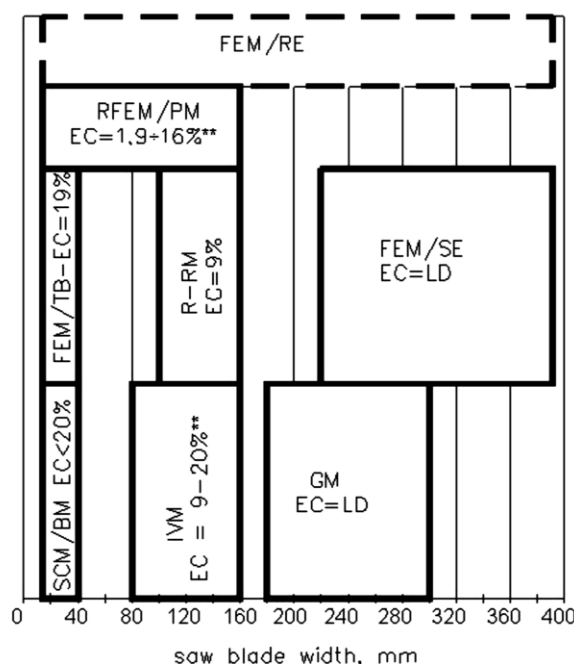 FEM/RE
RFEM/PM
EC=1.9÷16%**
FEM/TB-EC=19%
R-RM
EC=9%
FEM/SE
EC=LD
SCM/BM EC<20%
IVM
EC = 9-20%**
GM
EC=LD
0 40 80 120 160 200 240 280 320 360 400
saw blade width, mm